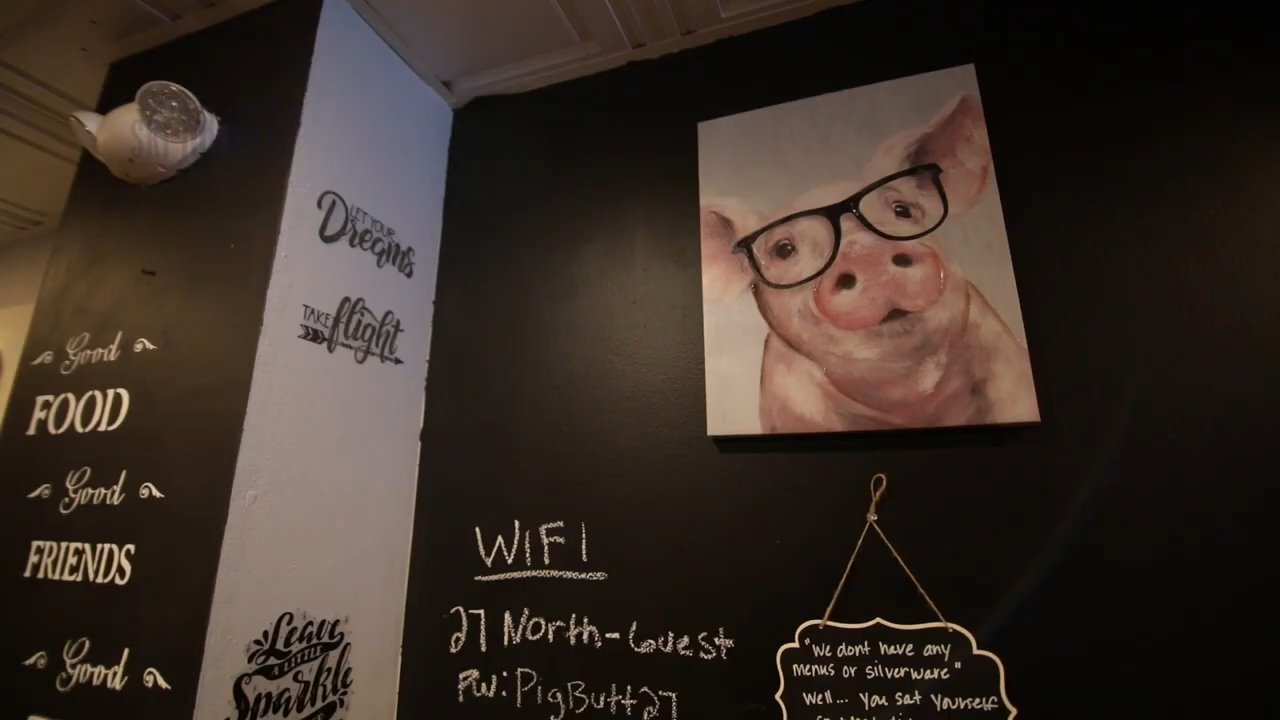 Good
FOOD
Good
FRIENDS
Good
LET YOUR
Dreams
TAKE flight
Leave
A LITTLE
Sparkle
WIFI
27 North-Guest
PW: PigButt27
"we dont have any
menus or silverware"
Well... you sat yourself